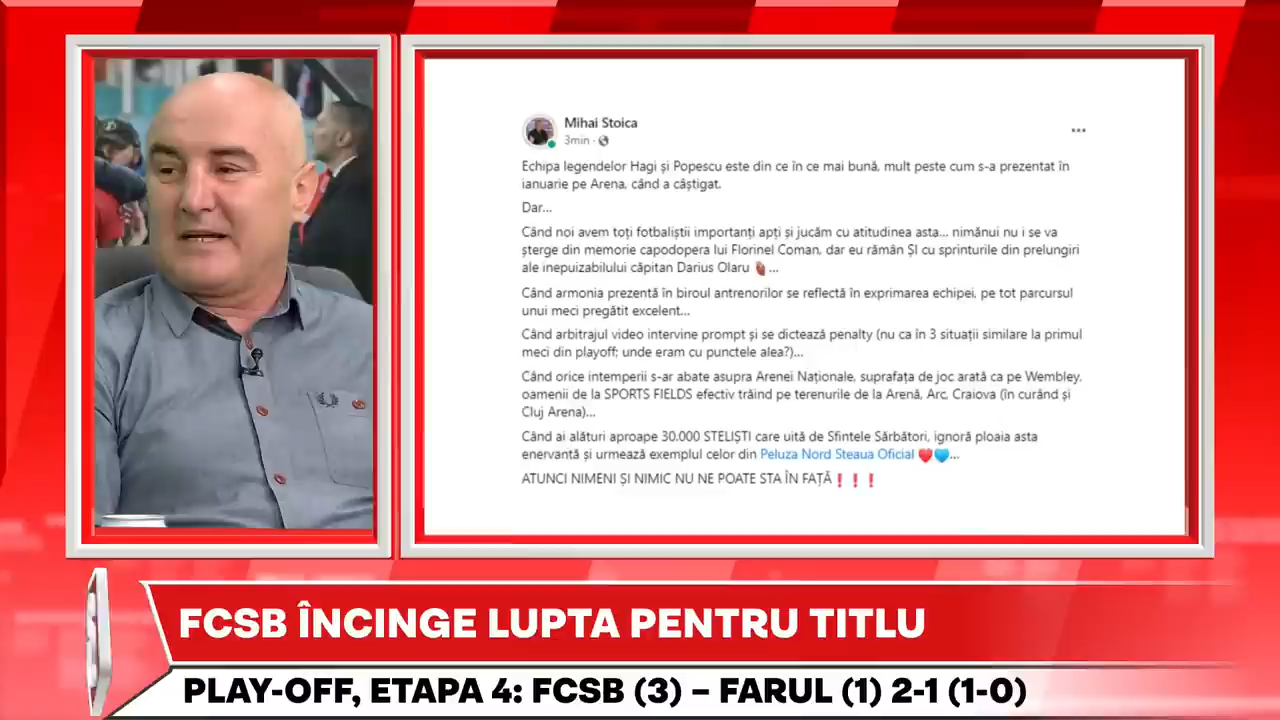 Mihai Stoica
3min
Echipa legendelor Hagi și Popescu este din ce în ce mai bună, mult peste cum s-a prezentat în
ianuarie pe Arena, când a câștigat.
Dar...
Când noi avem toți fotbaliștii importanți apți și jucăm cu atitudinea asta... nimănui nu i se va
șterge din memorie capodopera lui Florinel Coman, dar eu rămân ȘI cu sprinturile din prelungiri
ale inepuizabilului căpitan Darius Olaru 🫀...
Când armonia prezentă în biroul antrenorilor se reflectă în exprimarea echipei, pe tot parcursul
unui meci pregătit excelent...
Când arbitrajul video intervine prompt și se dictează penalty (nu ca în 3 situații similare la primul
meci din playoff; unde eram cu punctele alea?)...
Când orice intemperii s-ar abate asupra Arenei Naționale, suprafața de joc arată ca pe Wembley,
oamenii de la SPORTS FIELDS efectiv trăind pe terenurile de la Arenă, Arc, Craiova (în curând și
Cluj Arena)...
Când ai alături aproape 30.000 STELIȘTI care uită de Sfintele Sărbători, ignoră ploaia asta
enervantă și urmează exemplul celor din Peluza Nord Steaua Oficial ❤️💙...
ATUNCI NIMENI ȘI NIMIC NU NE POATE STA ÎN FAȚĂ❗❗❗
FCSB ÎNCINGE LUPTA PENTRU TITLU
PLAY-OFF, ETAPA 4: FCSB (3) – FARUL (1) 2-1 (1-0)